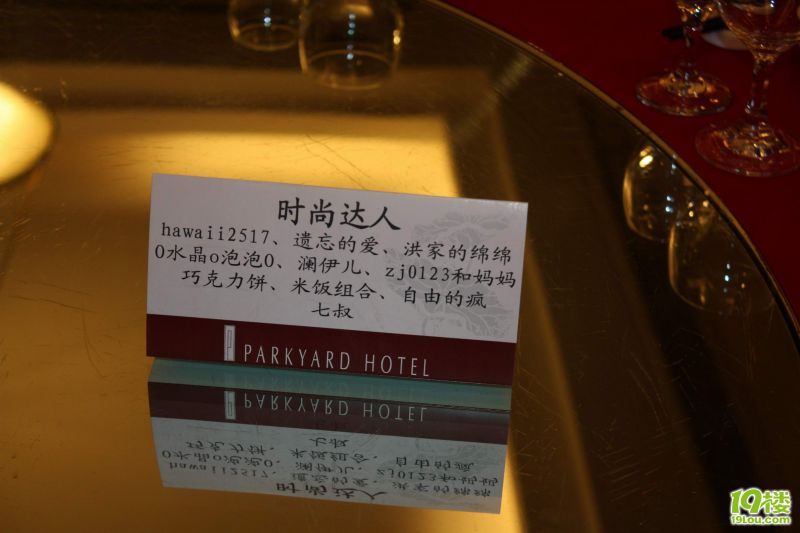 时尚达人
hawaii2517、遗忘的爱、洪家的绵绵
0水晶o泡泡0、澜伊儿、zj0123和妈妈
巧克力饼、米饭组合、自由的疯
七叔
PARKYARD HOTEL
19楼
19lou.com